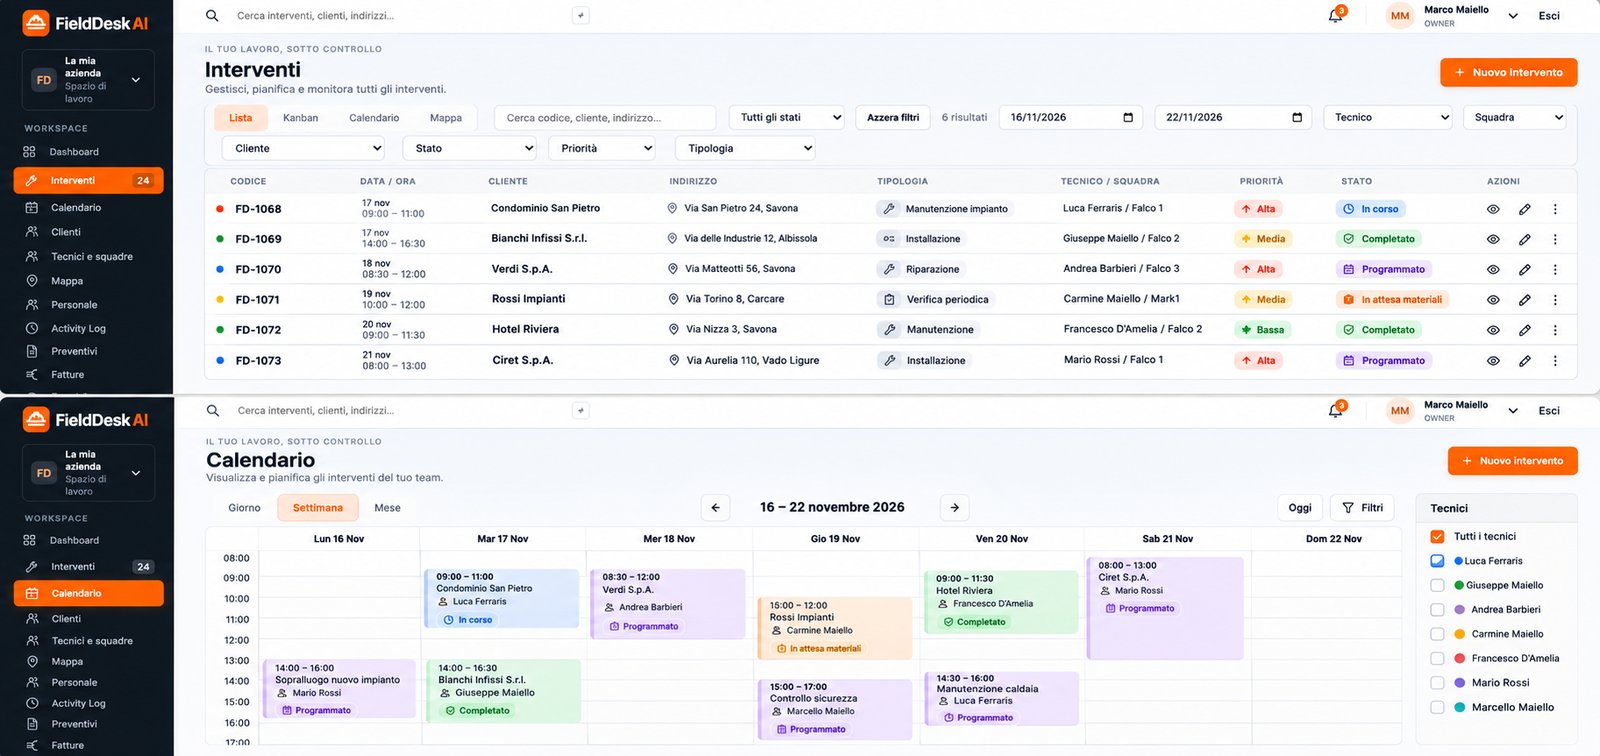 FieldDesk AI
Cerca interventi, clienti, indirizzi...
3
MM
Marco Maiello
OWNER
Esci
FD
La mia
azienda
Spazio di
lavoro
WORKSPACE
Dashboard
Interventi 24
Calendario
Clienti
Tecnici e squadre
Mappa
Personale
Activity Log
Preventivi
Fatture
IL TUO LAVORO, SOTTO CONTROLLO
Interventi
Gestisci, pianifica e monitora tutti gli interventi.
+ Nuovo intervento
Lista Kanban Calendario Mappa
Cerca codice, cliente, indirizzo...
Tutti gli stati
Azzera filtri
6 risultati
16/11/2026
22/11/2026
Tecnico
Squadra
Cliente
Stato
Priorità
Tipologia
CODICE DATA / ORA CLIENTE INDIRIZZO TIPOLOGIA TECNICO / SQUADRA PRIORITÀ STATO AZIONI
FD-1068 17 nov 09:00 – 11:00 Condominio San Pietro Via San Pietro 24, Savona Manutenzione impianto Luca Ferraris / Falco 1 Alta In corso
FD-1069 17 nov 14:00 – 16:30 Bianchi Infissi S.r.l. Via delle Industrie 12, Albissola Installazione Giuseppe Maiello / Falco 2 Media Completato
FD-1070 18 nov 08:30 – 12:00 Verdi S.p.A. Via Matteotti 56, Savona Riparazione Andrea Barbieri / Falco 3 Alta Programmato
FD-1071 19 nov 10:00 – 12:00 Rossi Impianti Via Torino 8, Carcare Verifica periodica Carmine Maiello / Mark1 Media In attesa materiali
FD-1072 20 nov 09:00 – 11:30 Hotel Riviera Via Nizza 3, Savona Manutenzione Francesco D'Amelia / Falco 2 Bassa Completato
FD-1073 21 nov 08:00 – 13:00 Ciret S.p.A. Via Aurelia 110, Vado Ligure Installazione Mario Rossi / Falco 1 Alta Programmato
FieldDesk AI
Cerca interventi, clienti, indirizzi...
3
MM
Marco Maiello
OWNER
Esci
FD
La mia
azienda
Spazio di
lavoro
WORKSPACE
Dashboard
Interventi 24
Calendario
Clienti
Tecnici e squadre
Mappa
Personale
Activity Log
Preventivi
Fatture
IL TUO LAVORO, SOTTO CONTROLLO
Calendario
Visualizza e pianifica gli interventi del tuo team.
+ Nuovo intervento
Giorno Settimana Mese
16 – 22 novembre 2026
Oggi
Filtri
Lun 16 Nov Mar 17 Nov Mer 18 Nov Gio 19 Nov Ven 20 Nov Sab 21 Nov Dom 22 Nov
08:00
09:00
10:00
11:00
12:00
13:00
14:00
15:00
16:00
17:00
14:00 – 16:00
Sopralluogo nuovo impianto
Mario Rossi
Programmato
09:00 – 11:00
Condominio San Pietro
Luca Ferraris
In corso
14:00 – 16:30
Bianchi Infissi S.r.l.
Giuseppe Maiello
Completato
08:30 – 12:00
Verdi S.p.A.
Andrea Barbieri
Programmato
15:00 – 12:00
Rossi Impianti
Carmine Maiello
In attesa materiali
15:00 – 17:00
Controllo sicurezza
Marcello Maiello
Programmato
09:00 – 11:30
Hotel Riviera
Francesco D'Amelia
Completato
14:30 – 16:00
Manutenzione caldaia
Luca Ferraris
Programmato
08:00 – 13:00
Ciret S.p.A.
Mario Rossi
Programmato
Tecnici
Tutti i tecnici
Luca Ferraris
Giuseppe Maiello
Andrea Barbieri
Carmine Maiello
Francesco D'Amelia
Mario Rossi
Marcello Maiello